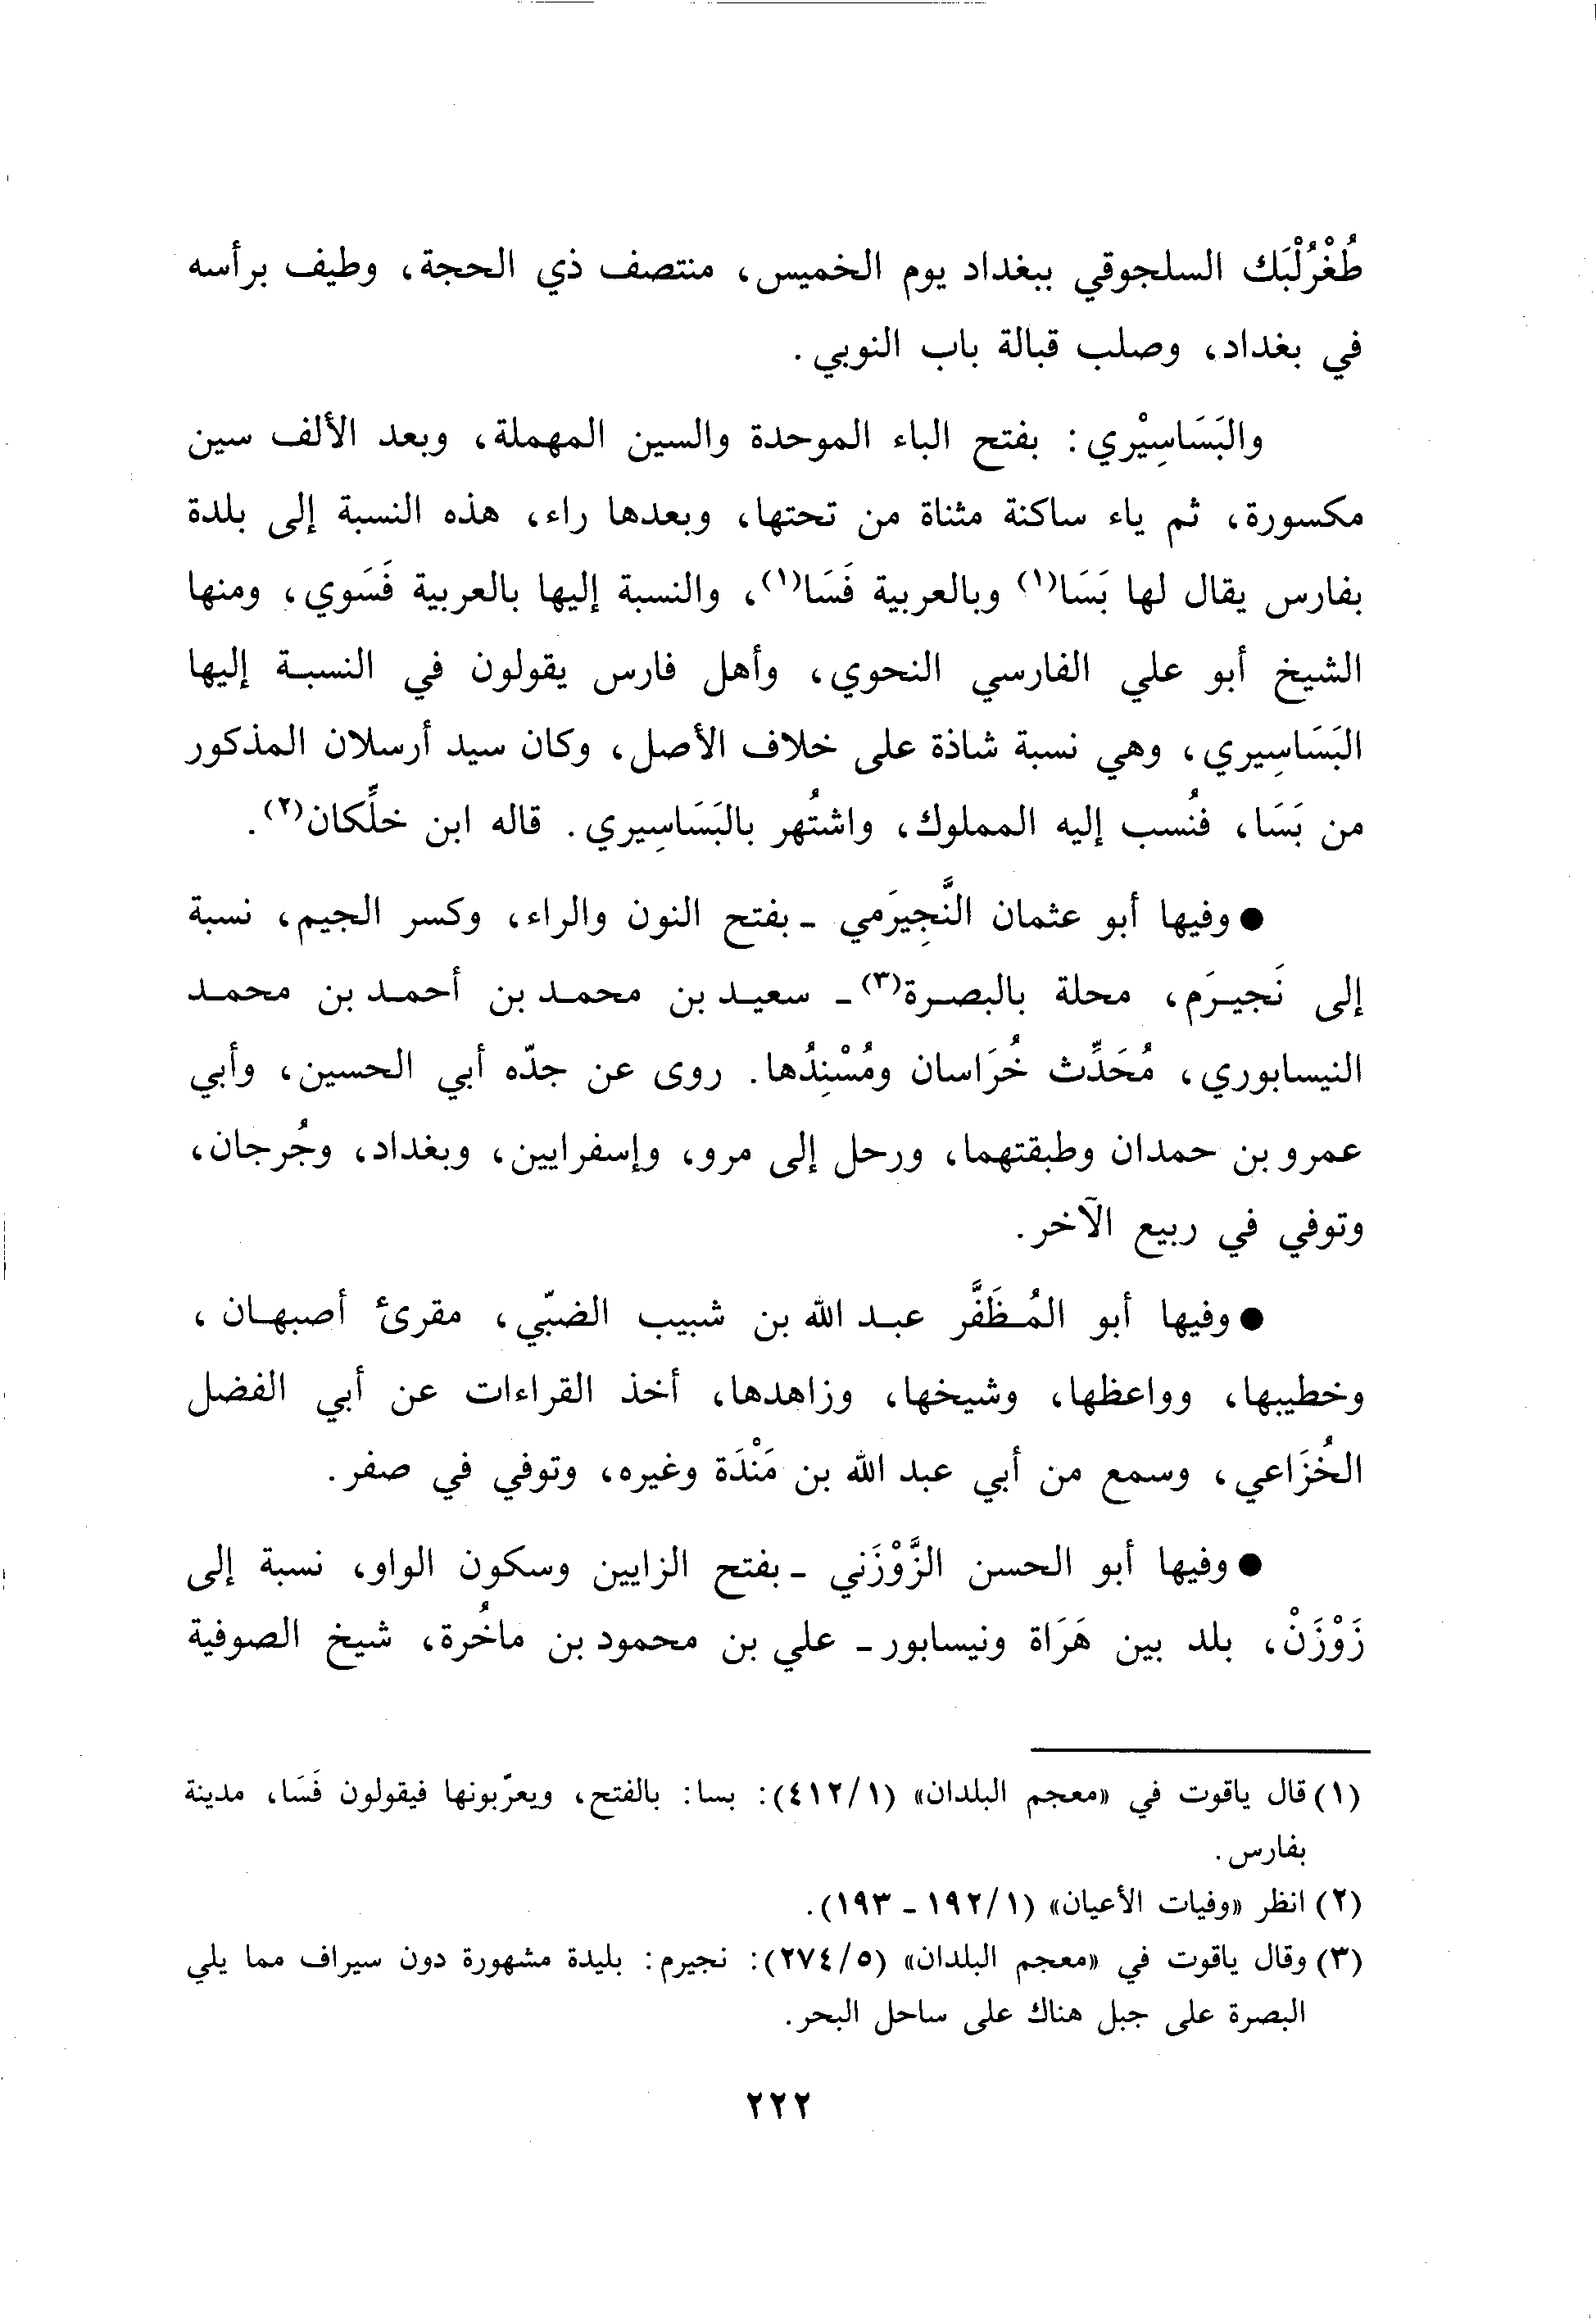 طُغْرُلْبَك السلجوقي ببغداد يوم الخميس، منتصف ذي الحجة، وطيف برأسه
في بغداد، وصلب قبالة باب النوبي.
والبَسَاسِيْري: بفتح الباء الموحدة والسين المهملة، وبعد الألف سين
مكسورة، ثم ياء ساكنة مثناة من تحتها، وبعدها راء، هذه النسبة إلى بلدة
بفارس يقال لها بَسَا(١) وبالعربية فَسَا(١)، والنسبة إليها بالعربية فَسَوي، ومنها
الشيخ أبو علي الفارسي النحوي، وأهل فارس يقولون في النسبة إليها
البَسَاسِيري، وهي نسبة شاذة على خلاف الأصل، وكان سيد أرسلان المذكور
من بَسَا، فنُسب إليه المملوك، واشتُهر بالبَسَاسِيري. قاله ابن خلِّكان(٢).
● وفيها أبو عثمان النَّجِيرَمي ـ بفتح النون والراء، وكسر الجيم، نسبة
إلى نَجيرَم، محلة بالبصرة(٣) ـ سعيد بن محمد بن أحمد بن محمد
النيسابوري، مُحَدِّث خُرَاسان ومُسْنِدُها. روى عن جدّه أبي الحسين، وأبي
عمرو بن حمدان وطبقتهما، ورحل إلى مرو، وإسفرايين، وبغداد، وجُرجان،
وتوفي في ربيع الآخر.
● وفيها أبو المُظَفَّر عبد الله بن شبيب الضبّي، مقرئ أصبهان،
وخطيبها، وواعظها، وشيخها، وزاهدها، أخذ القراءات عن أبي الفضل
الخُزَاعي، وسمع من أبي عبد الله بن مَنْدَة وغيره، وتوفي في صفر.
● وفيها أبو الحسن الزَّوْزَني ـ بفتح الزايين وسكون الواو، نسبة إلى
زَوْزَنْ، بلد بين هَرَاة ونيسابور ـ علي بن محمود بن ماخُرة، شيخ الصوفية
(١) قال ياقوت في «معجم البلدان» (٤١٢/١): بسا: بالفتح، ويعرّبونها فيقولون فَسَا، مدينة
بفارس.
(٢) انظر «وفيات الأعيان» (١٩٢/١ ـ ١٩٣).
(٣) وقال ياقوت في «معجم البلدان» (٢٧٤/٥): نجيرم: بليدة مشهورة دون سيراف مما يلي
البصرة على جبل هناك على ساحل البحر.
٢٢٢